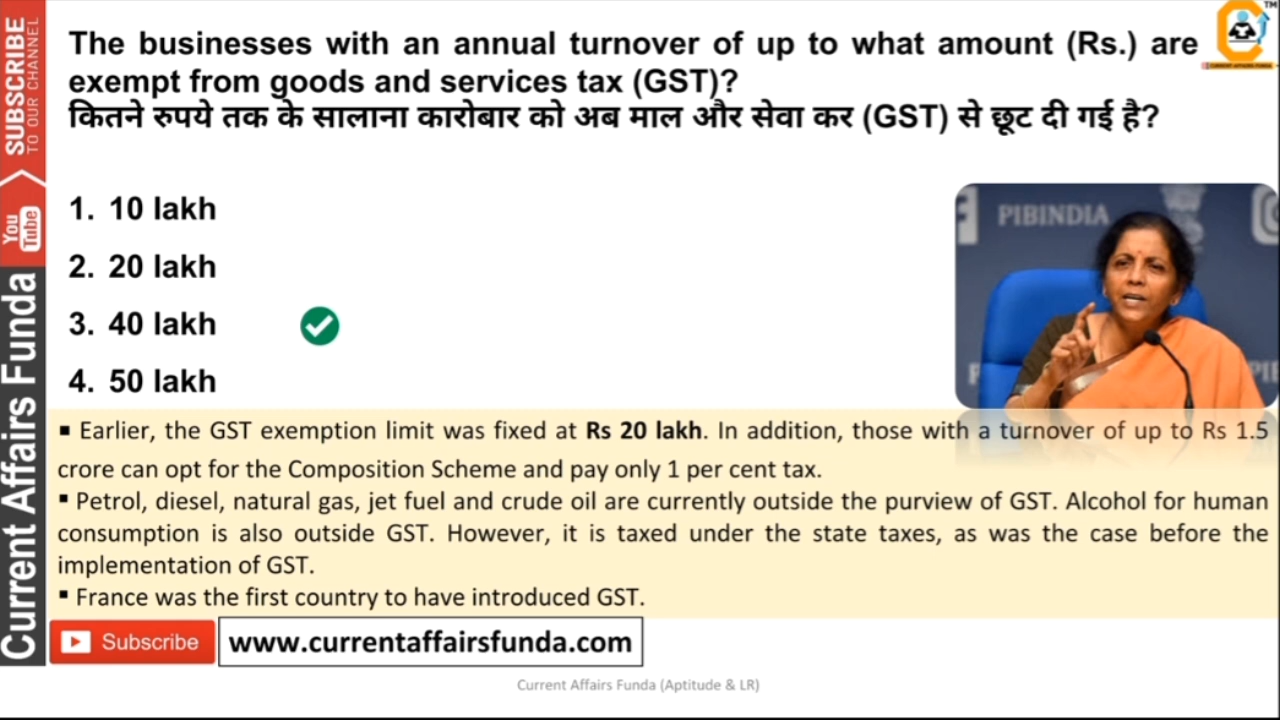 SUBSCRIBE
TO OUR CHANNEL
You
Tube
Current Affairs Funda
TM
CURRENT AFFAIRS FUNDA
The businesses with an annual turnover of up to what amount (Rs.) are
exempt from goods and services tax (GST)?
कितने रुपये तक के सालाना कारोबार को अब माल और सेवा कर (GST) से छूट दी गई है?
1. 10 lakh
2. 20 lakh
3. 40 lakh
4. 50 lakh
PIBINDIA
▪ Earlier, the GST exemption limit was fixed at Rs 20 lakh. In addition, those with a turnover of up to Rs 1.5
crore can opt for the Composition Scheme and pay only 1 per cent tax.
▪ Petrol, diesel, natural gas, jet fuel and crude oil are currently outside the purview of GST. Alcohol for human
consumption is also outside GST. However, it is taxed under the state taxes, as was the case before the
implementation of GST.
▪ France was the first country to have introduced GST.
Subscribe
www.currentaffairsfunda.com
Current Affairs Funda (Aptitude & LR)